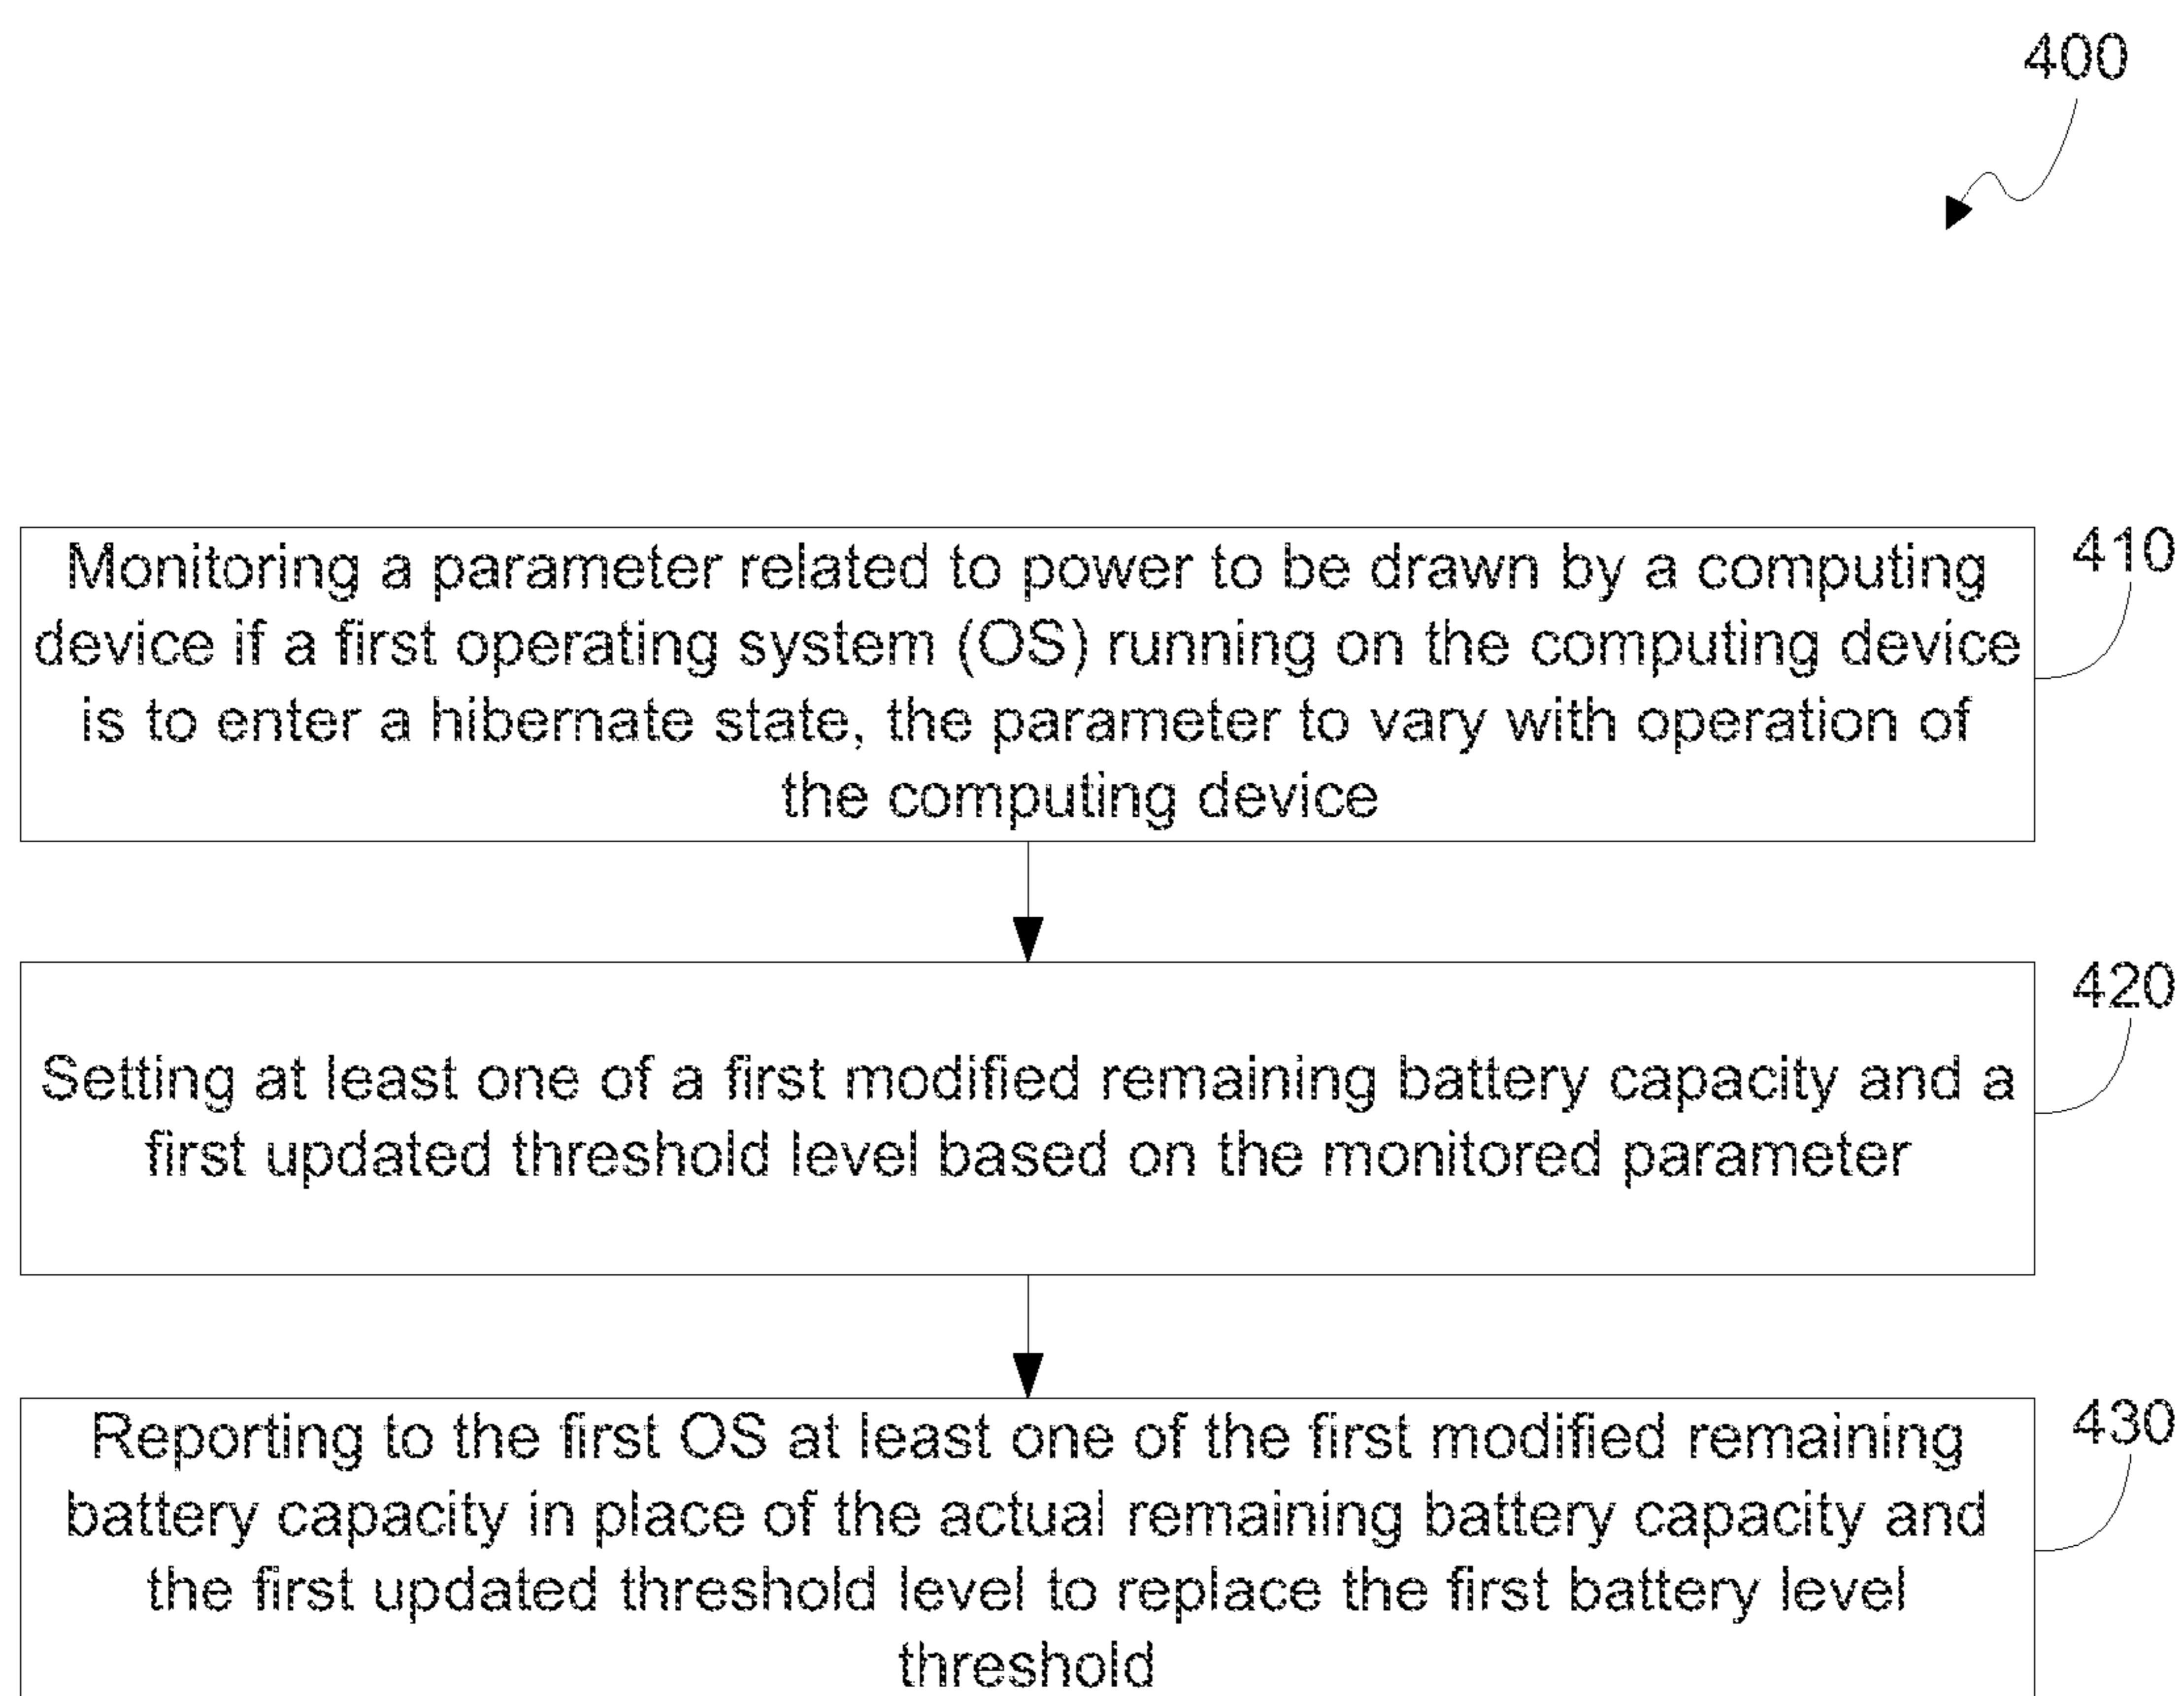 400
Monitoring a parameter related to power to be drawn by a computing
device if a first operating system (OS) running on the computing device
is to enter a hibernate state, the parameter to vary with operation of
the computing device
410
Setting at least one of a first modified remaining battery capacity and a
first updated threshold level based on the monitored parameter
420
Reporting to the first OS at least one of the first modified remaining
battery capacity in place of the actual remaining battery capacity and
the first updated threshold level to replace the first battery level
threshold
430